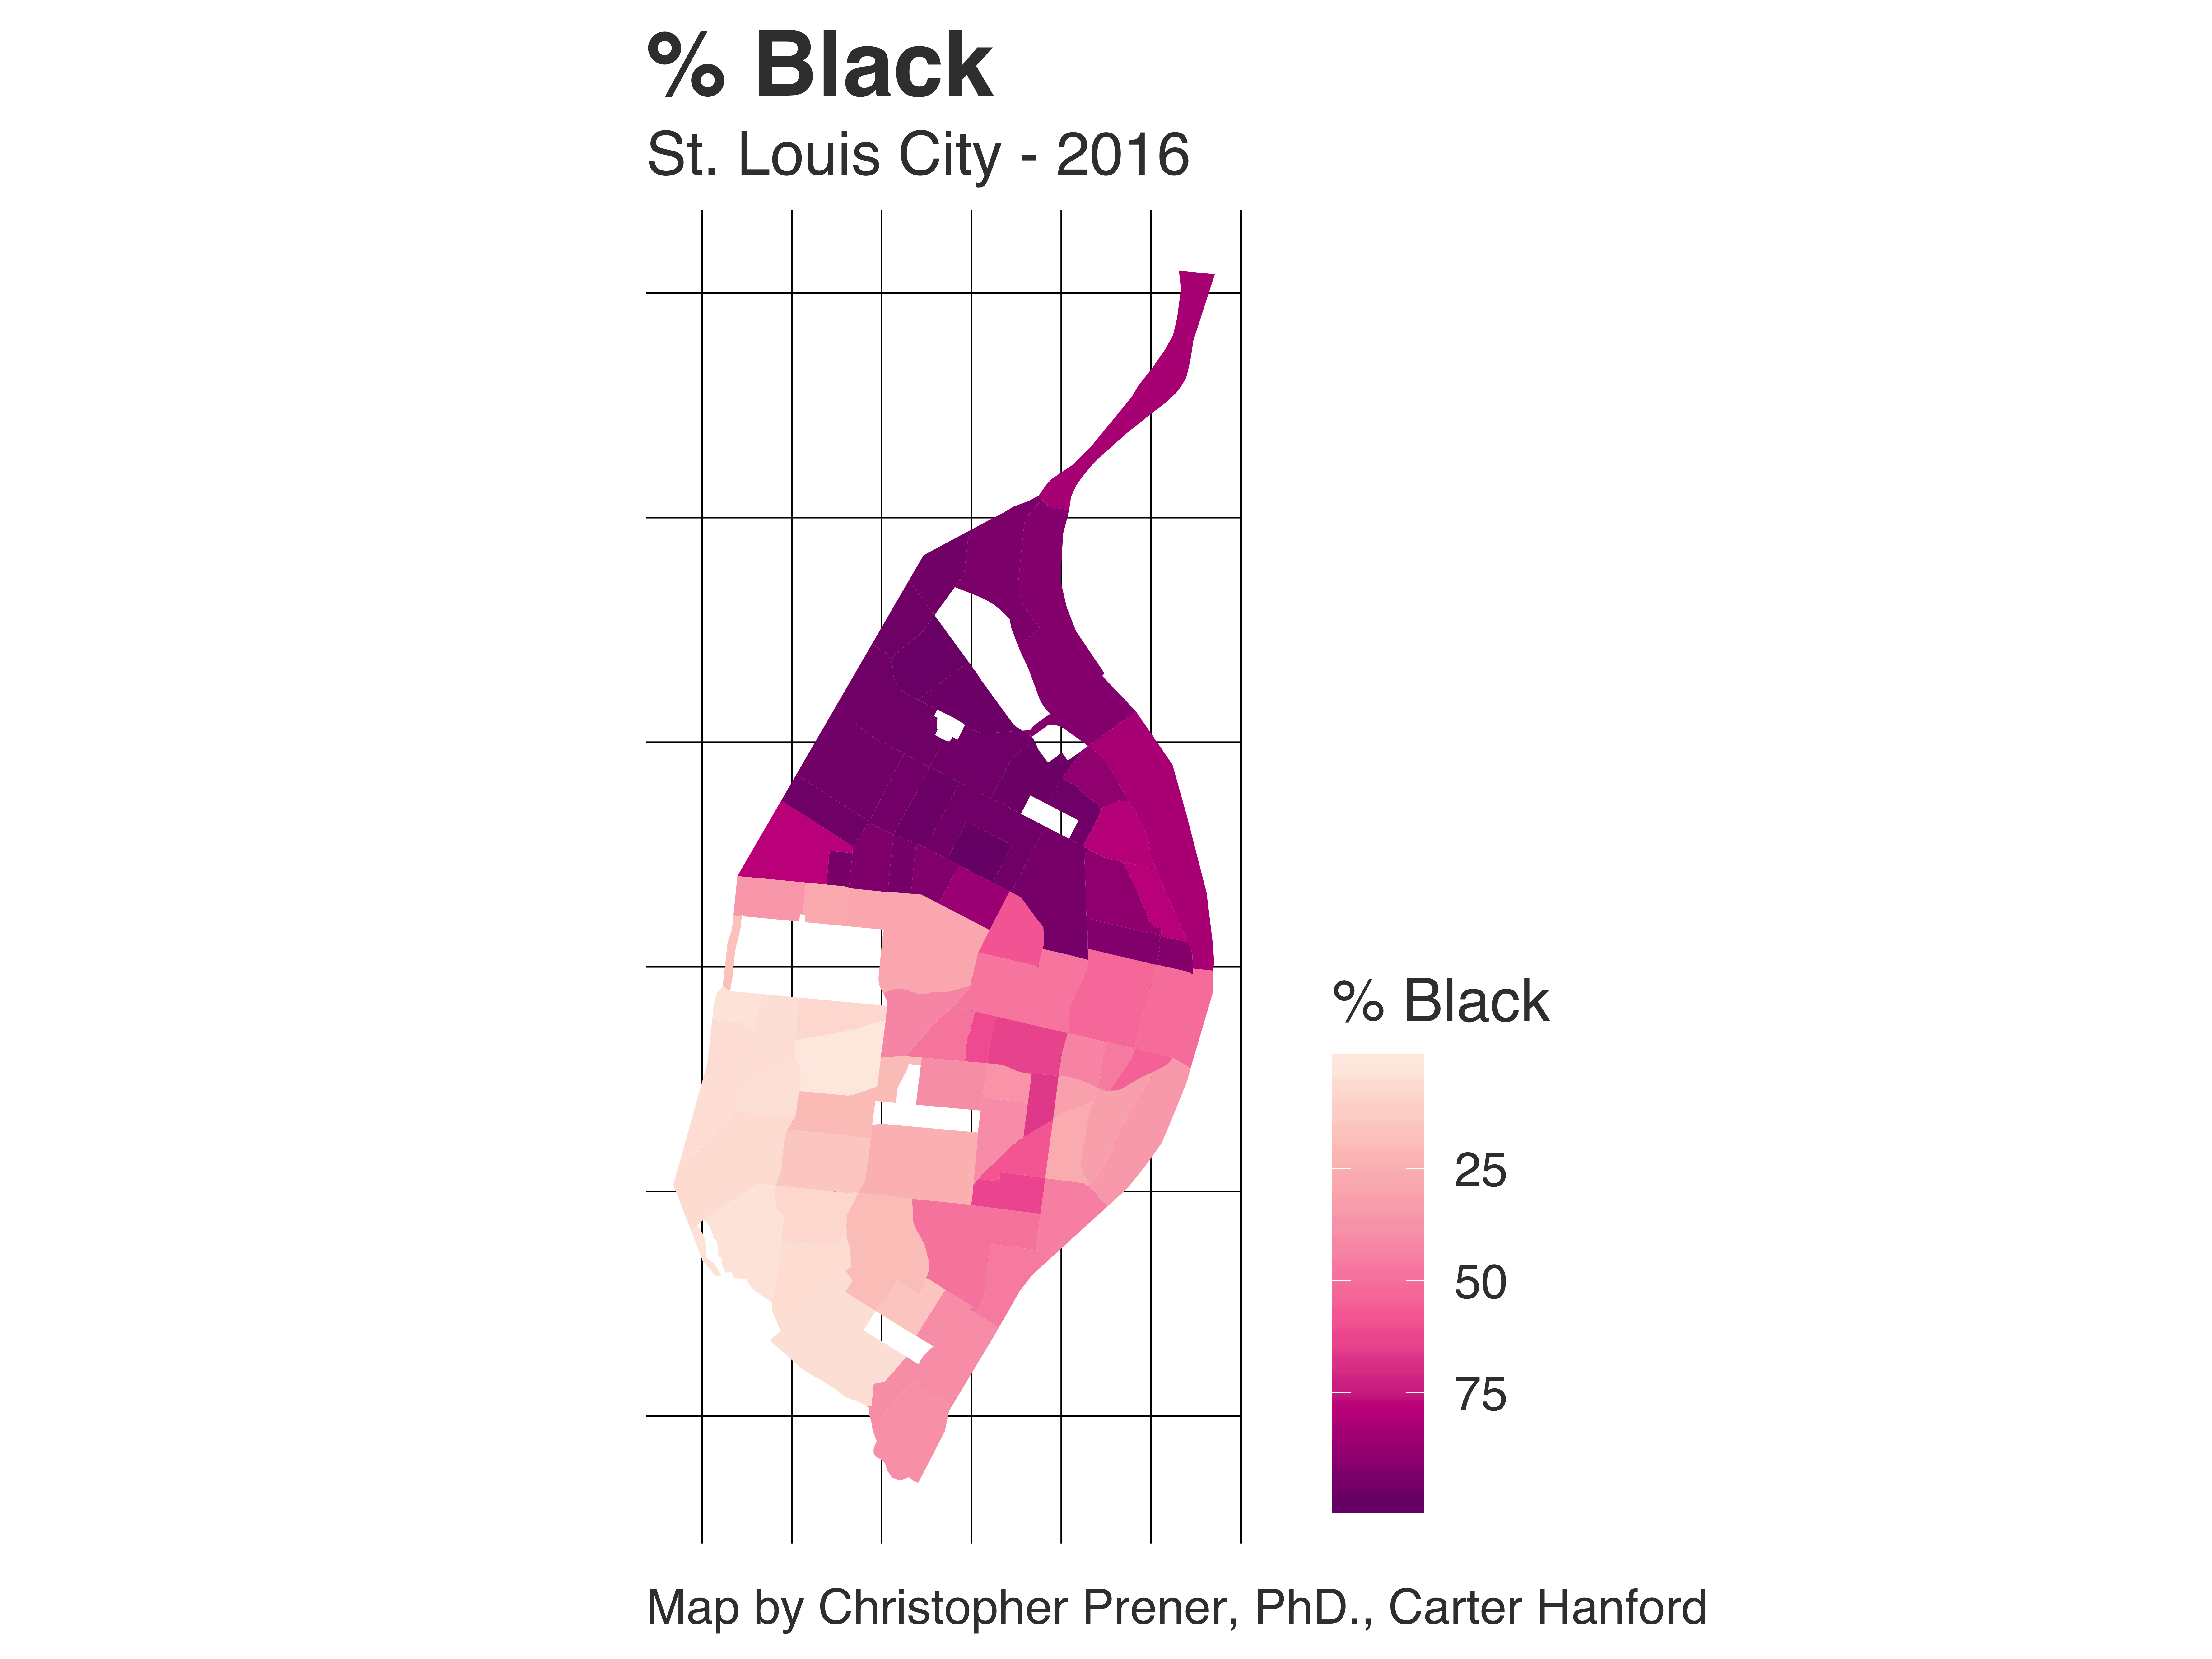 % Black
St. Louis City - 2016
% Black
25
50
75
Map by Christopher Prener, PhD., Carter Hanford